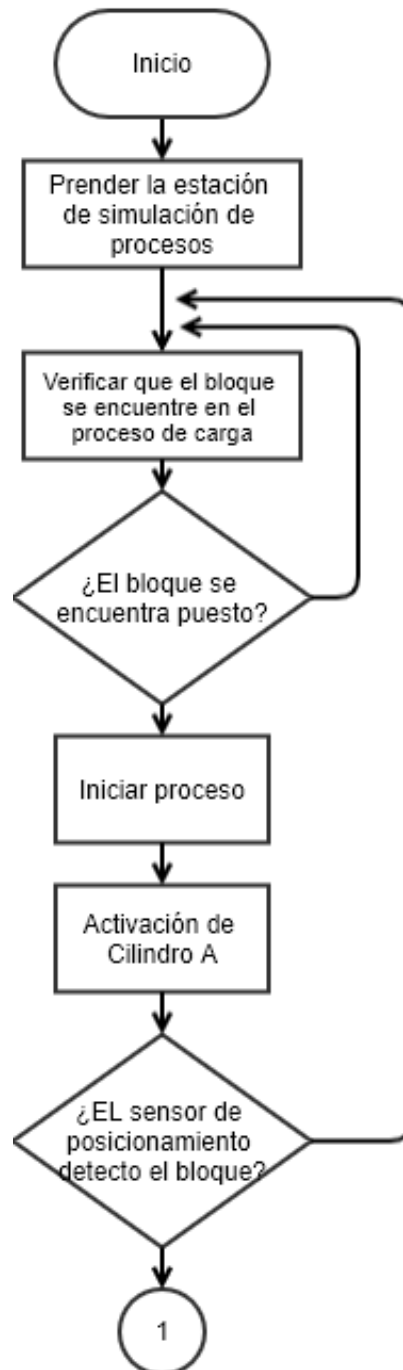 Inicio
Prender la estación
de simulación de
procesos
Verificar que el bloque
se encuentre en el
proceso de carga
¿El bloque se
encuentra puesto?
Iniciar proceso
Activación de
Cilindro A
¿EL sensor de
posicionamiento
detecto el bloque?
1